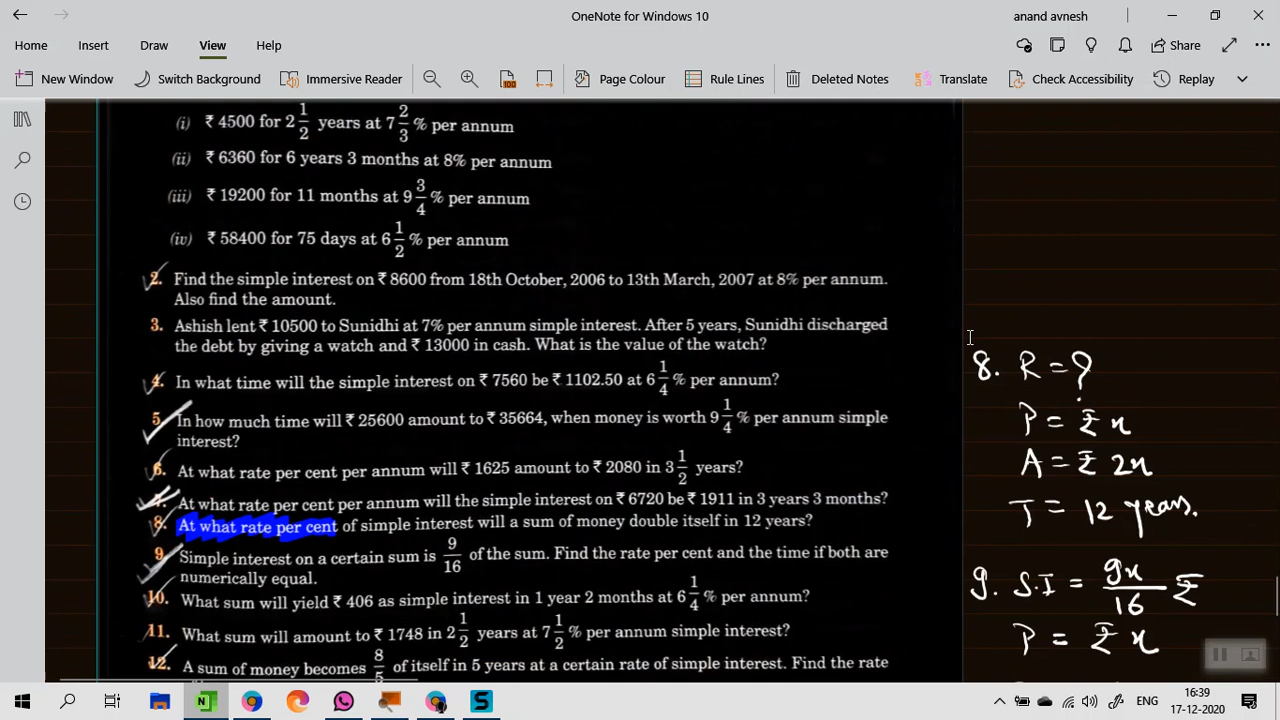 OneNote for Windows 10
anand avnesh
Home Insert Draw View Help
Share
New Window Switch Background Immersive Reader 100 Page Colour Rule Lines Deleted Notes Translate Check Accessibility Replay
(i) ₹ 4500 for 2 1/2 years at 7 2/3 % per annum
(ii) ₹ 6360 for 6 years 3 months at 8% per annum
(iii) ₹ 19200 for 11 months at 9 3/4 % per annum
(iv) ₹ 58400 for 75 days at 6 1/2 % per annum
2. Find the simple interest on ₹ 8600 from 18th October, 2006 to 13th March, 2007 at 8% per annum.
Also find the amount.
3. Ashish lent ₹ 10500 to Sunidhi at 7% per annum simple interest. After 5 years, Sunidhi discharged
the debt by giving a watch and ₹ 13000 in cash. What is the value of the watch?
4. In what time will the simple interest on ₹ 7560 be ₹ 1102.50 at 6 1/4 % per annum?
5. In how much time will ₹ 25600 amount to ₹ 35664, when money is worth 9 1/4 % per annum simple
interest?
6. At what rate per cent per annum will ₹ 1625 amount to ₹ 2080 in 3 1/2 years?
7. At what rate per cent per annum will the simple interest on ₹ 6720 be ₹ 1911 in 3 years 3 months?
8. At what rate per cent of simple interest will a sum of money double itself in 12 years?
9. Simple interest on a certain sum is 9/16 of the sum. Find the rate per cent and the time if both are
numerically equal.
10. What sum will yield ₹ 406 as simple interest in 1 year 2 months at 6 1/4 % per annum?
11. What sum will amount to ₹ 1748 in 2 1/2 years at 7 1/2 % per annum simple interest?
12. A sum of money becomes 8/5 of itself in 5 years at a certain rate of simple interest. Find the rate
8. R = ?
P = ₹ x
A = ₹ 2x
T = 12 years.
9. S.I = 9x/16 ₹
P = ₹ x
ENG
16:39
17-12-2020